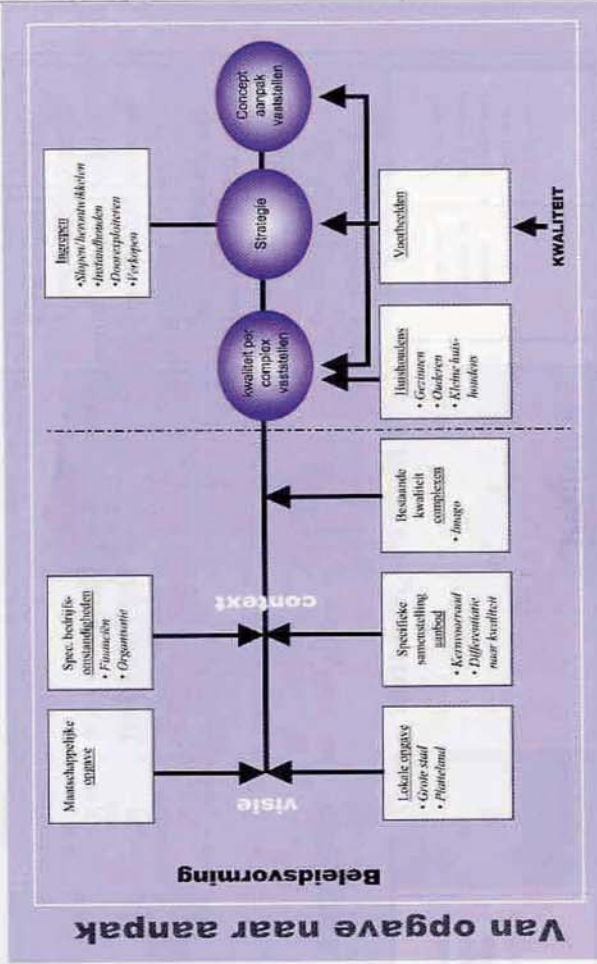 Van opgave naar aanpak
Beleidsvorming
Maatschappelijke
opgave
Spec. bedrijfs-
omstandigheden
• Financiën
• Organisatie
Ingrepen
•Slopen/herontwikkelen
•Instandhouden
•Doorexploiteren
•Verkopen
visie
context
kwaliteit per
complex
vaststellen
Strategie
Concept
aanpak
vaststellen
Lokale opgave
• Grote stad
• Platteland
Specifieke
samenstelling
aanbod
• Kernvoorraad
• Differentiatie
naar kwaliteit
Bestaande
kwaliteit
complexen
• Imago
Huishoudens
• Gezinnen
• Ouderen
• Kleine huis-
houdens
Voorbeelden
KWALITEIT